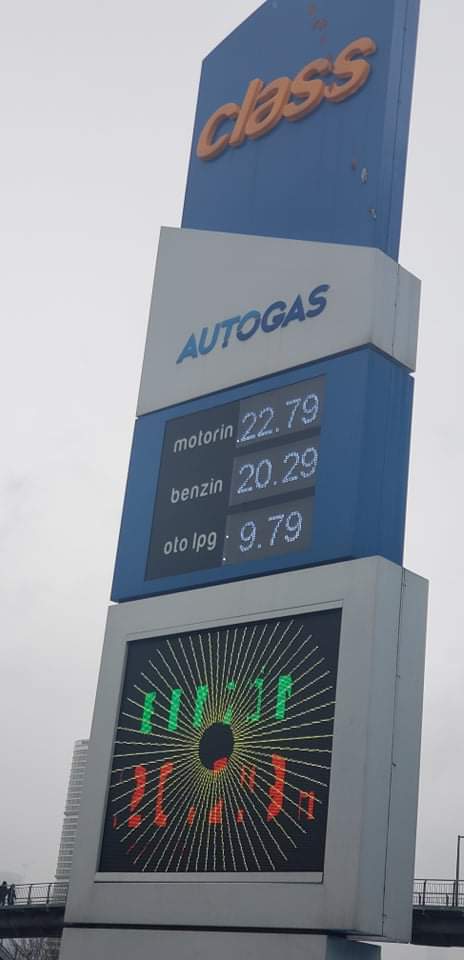 class
AUTOGAS
motorin 22.79
benzin 20.29
oto lpg 9.79